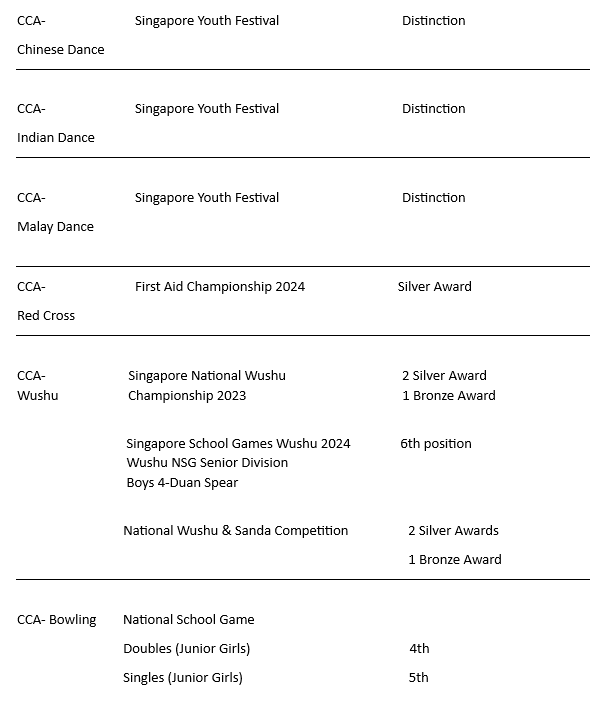 CCA- Singapore Youth Festival Distinction
Chinese Dance
CCA- Singapore Youth Festival Distinction
Indian Dance
CCA- Singapore Youth Festival Distinction
Malay Dance
CCA- First Aid Championship 2024 Silver Award
Red Cross
CCA- Singapore National Wushu 2 Silver Award
Wushu Championship 2023 1 Bronze Award
Singapore School Games Wushu 2024 6th position
Wushu NSG Senior Division
Boys 4-Duan Spear
National Wushu & Sanda Competition 2 Silver Awards
1 Bronze Award
CCA- Bowling National School Game
Doubles (Junior Girls) 4th
Singles (Junior Girls) 5th